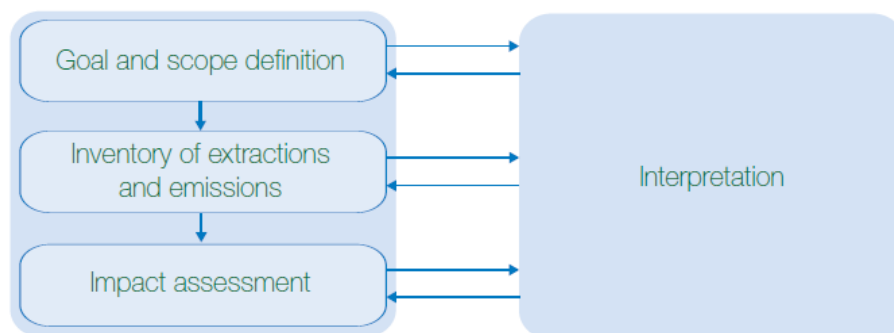 Goal and scope definition
Inventory of extractions
and emissions
Impact assessment
Interpretation